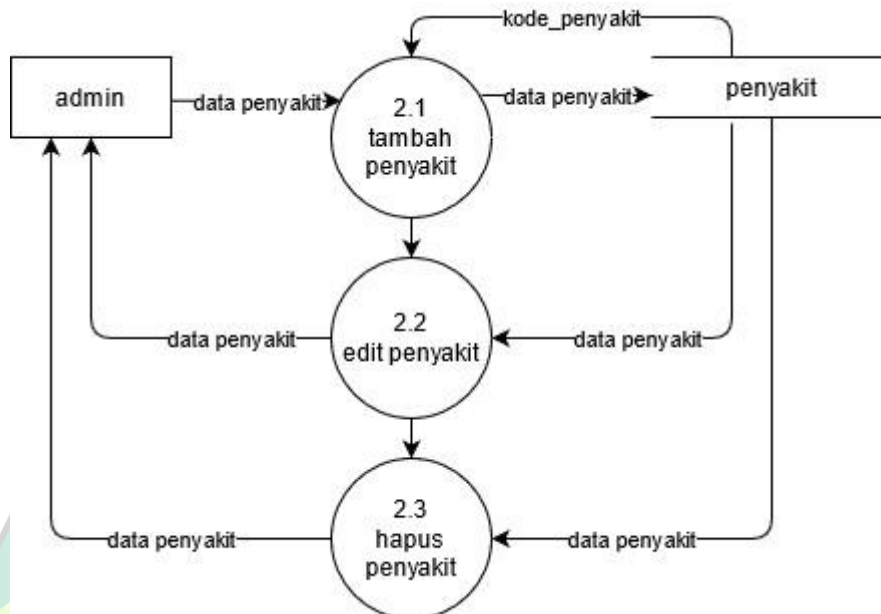 kode_penyakit
admin
data penyakit
2.1
tambah
penyakit
data penyakit
penyakit
data penyakit
2.2
edit penyakit
data penyakit
data penyakit
2.3
hapus
penyakit
data penyakit